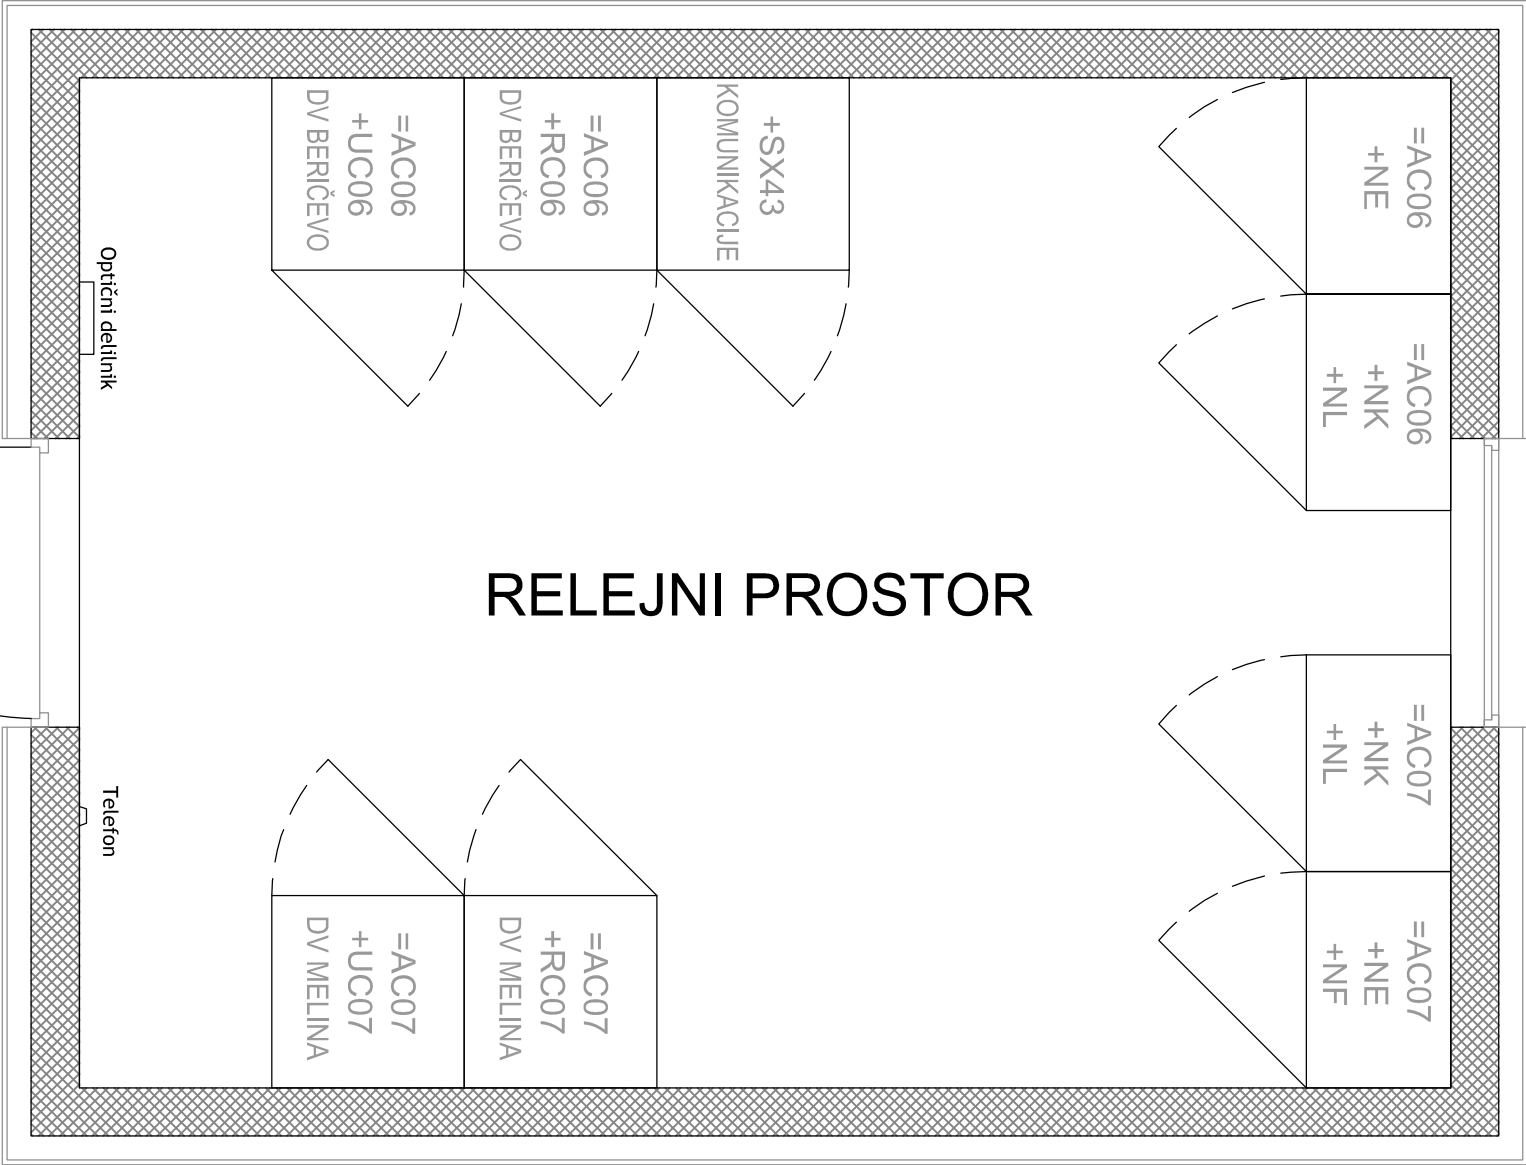 =AC06
+UC06
DV BERIČEVO
=AC06
+RC06
DV BERIČEVO
+SX43
KOMUNIKACIJE
=AC06
+NE
=AC06
+NK
+NL
Optični delilnik
RELEJNI PROSTOR
=AC07
+NK
+NL
Telefon
=AC07
+UC07
DV MELINA
=AC07
+RC07
DV MELINA
=AC07
+NE
+NF